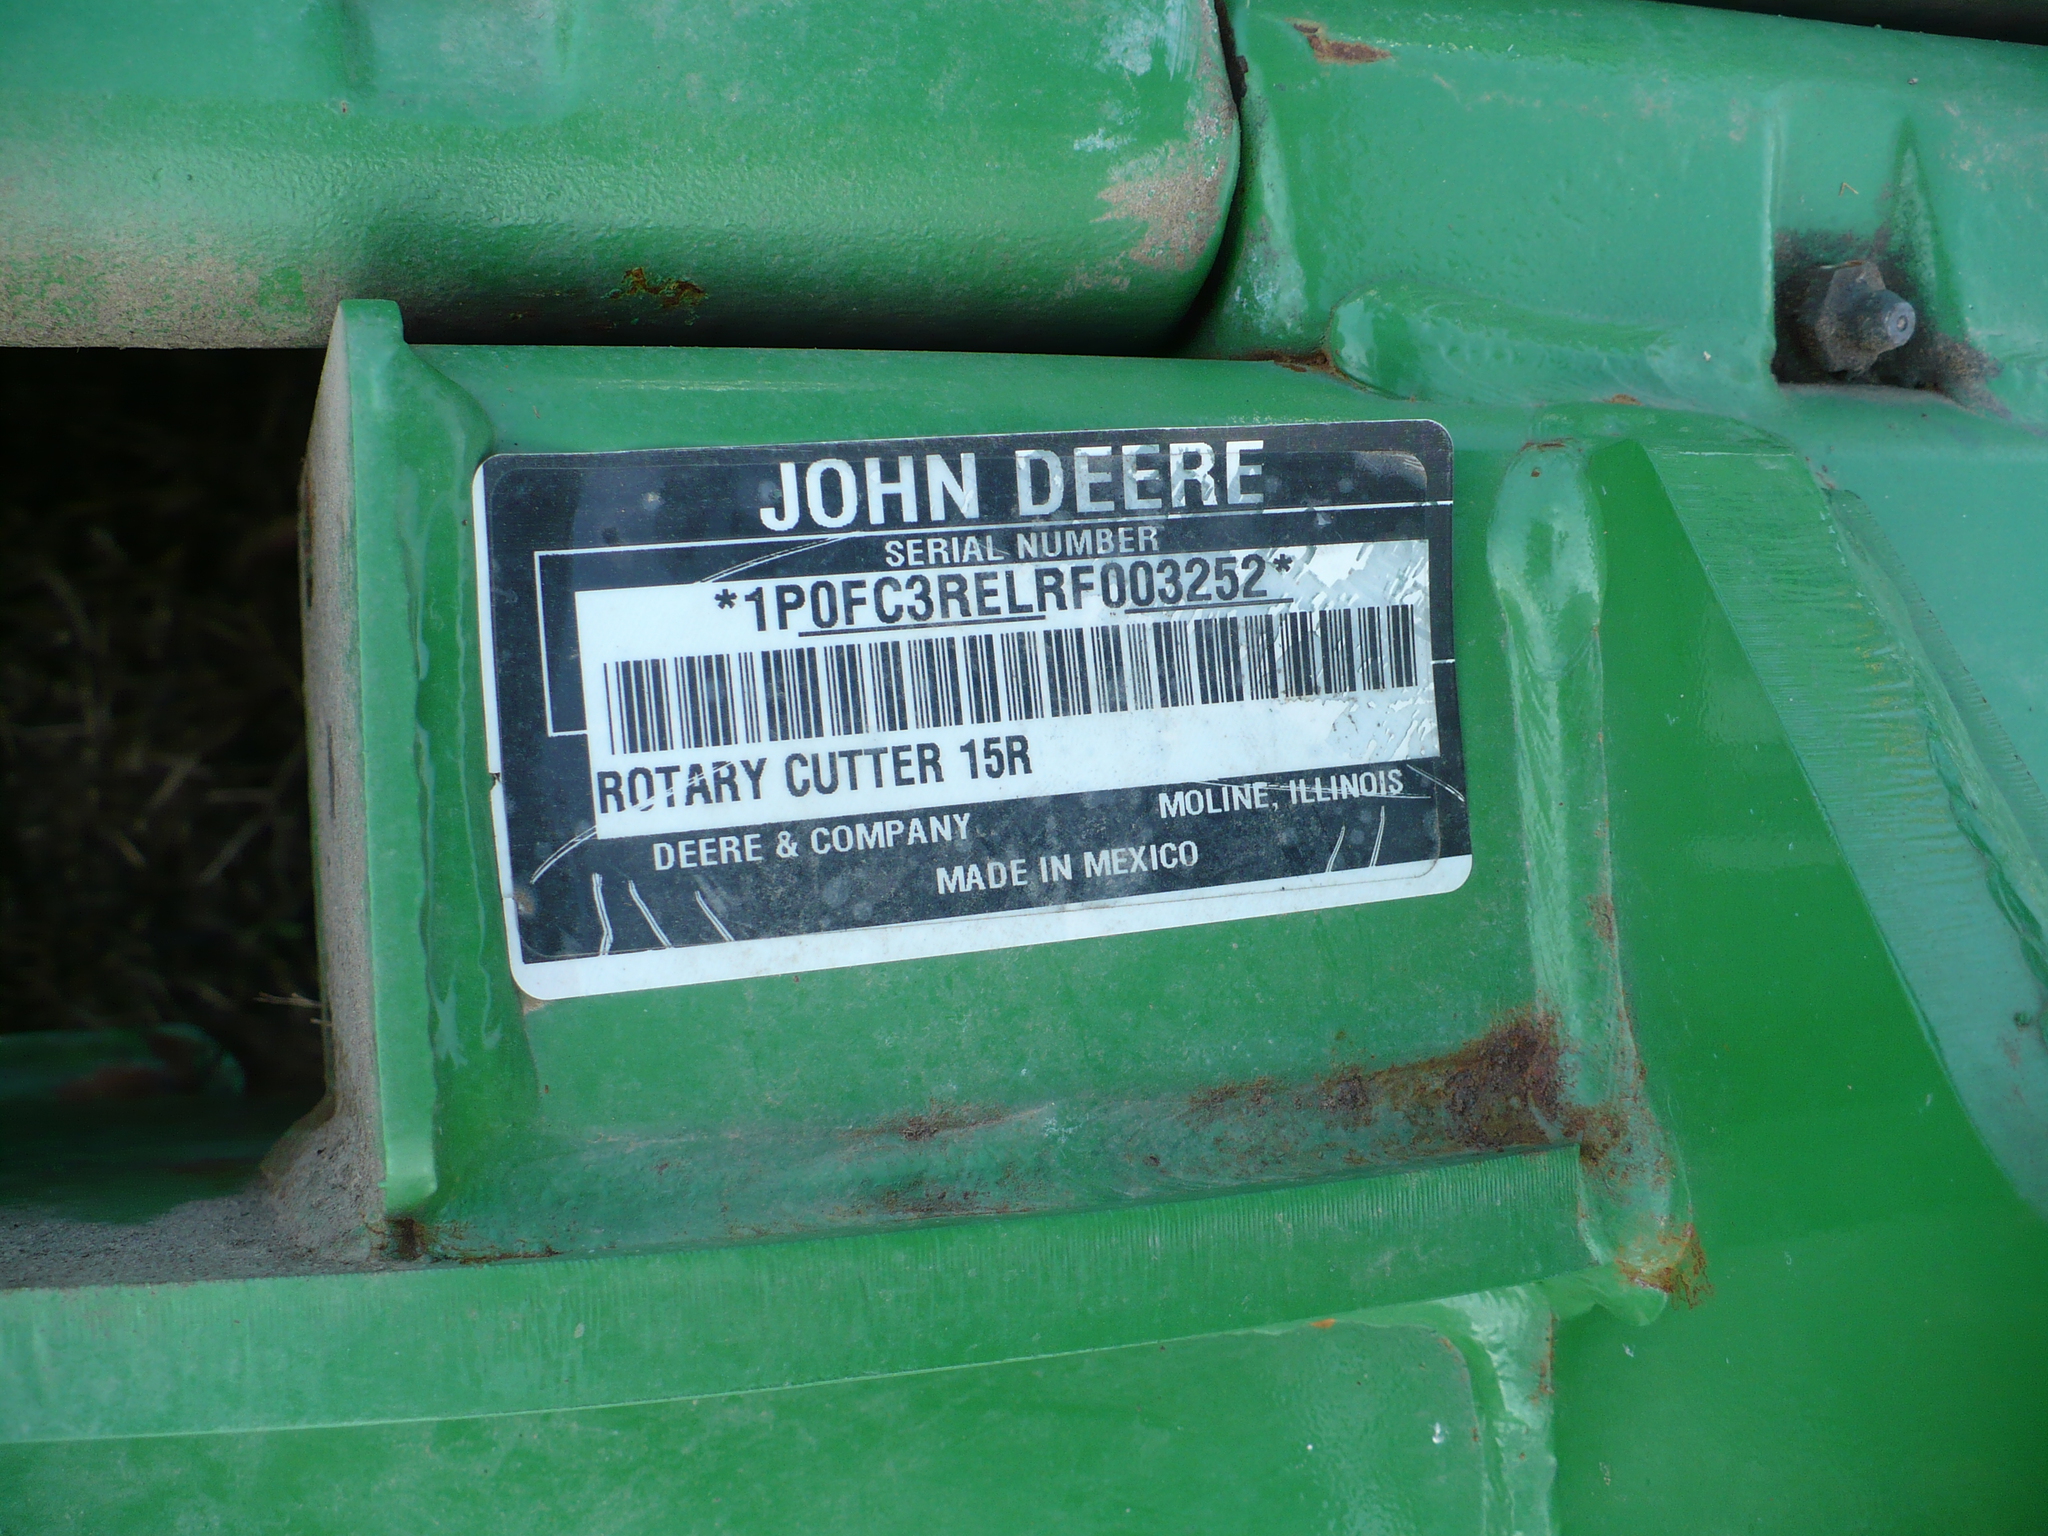 JOHN DEERE
SERIAL NUMBER
*1P0FC3RELRF003252*
ROTARY CUTTER 15R
DEERE & COMPANY MOLINE, ILLINOIS
MADE IN MEXICO